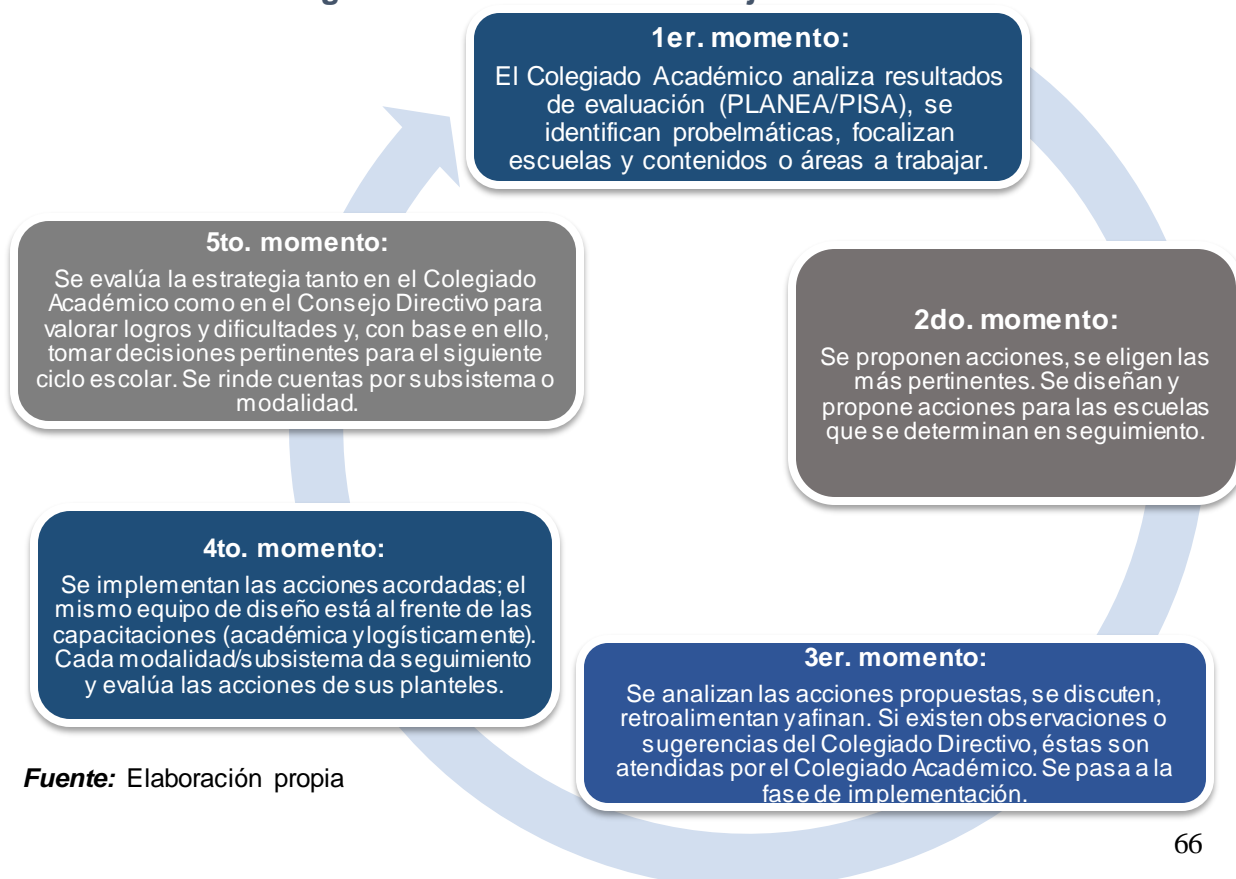 1er. momento:
El Colegiado Académico analiza resultados
de evaluación (PLANEA/PISA), se
identifican probelmáticas, focalizan
escuelas y contenidos o áreas a trabajar.
2do. momento:
Se proponen acciones, se eligen las
más pertinentes. Se diseñan y
propone acciones para las escuelas
que se determinan en seguimiento.
3er. momento:
Se analizan las acciones propuestas, se discuten,
retroalimentan y afinan. Si existen observaciones o
sugerencias del Colegiado Directivo, éstas son
atendidas por el Colegiado Académico. Se pasa a la
fase de implementación.
4to. momento:
Se implementan las acciones acordadas; el
mismo equipo de diseño está al frente de las
capacitaciones (académica y logísticamente).
Cada modalidad/subsistema da seguimiento
y evalúa las acciones de sus planteles.
5to. momento:
Se evalúa la estrategia tanto en el Colegiado
Académico como en el Consejo Directivo para
valorar logros y dificultades y, con base en ello,
tomar decisiones pertinentes para el siguiente
ciclo escolar. Se rinde cuentas por subsistema o
modalidad.
Fuente: Elaboración propia
66